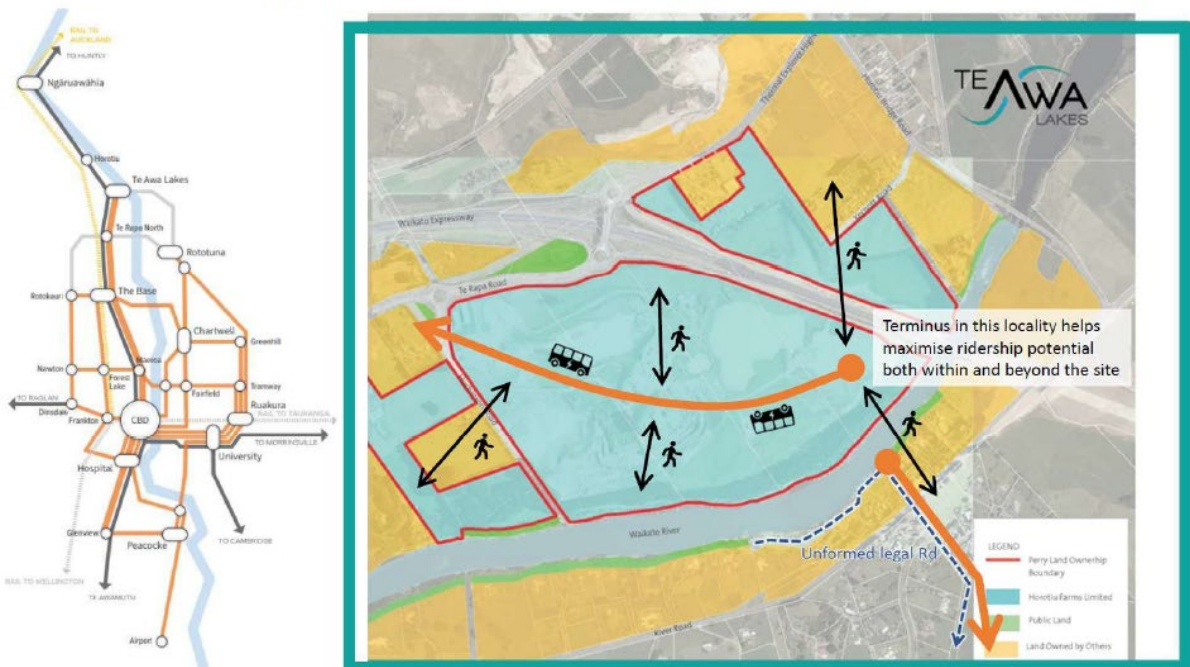 RAIL TO
AUCKLAND
TO HUNTLY
Ngāruawāhia
Horotiu
Te Awa Lakes
Te Rapa North
Rototuna
Rotokauri
The Base
Chartwell
Greenhill
Newton
Forest
Lake
Fairfield
Tramway
TO RAGLAN
Dinsdale
Frankton
CBD
Ruakura
RAIL TO TAURANGA
TO MORRINSVILLE
University
Hospital
Glenview
Peacocke
TO CAMBRIDGE
RAIL TO WELLINGTON
TE AWAMUTU
Airport
TE AWA
LAKES
Horotiu Bridge Road
Waikato Expressway
Te Rapa Road
Terminus in this locality helps
maximise ridership potential
both within and beyond the site
Waikato River
Unformed legal Rd
River Road
LEGEND
Perry Land Ownerhip
Boundary
Horotiu Farms Limited
Public Land
Land Owned by Others